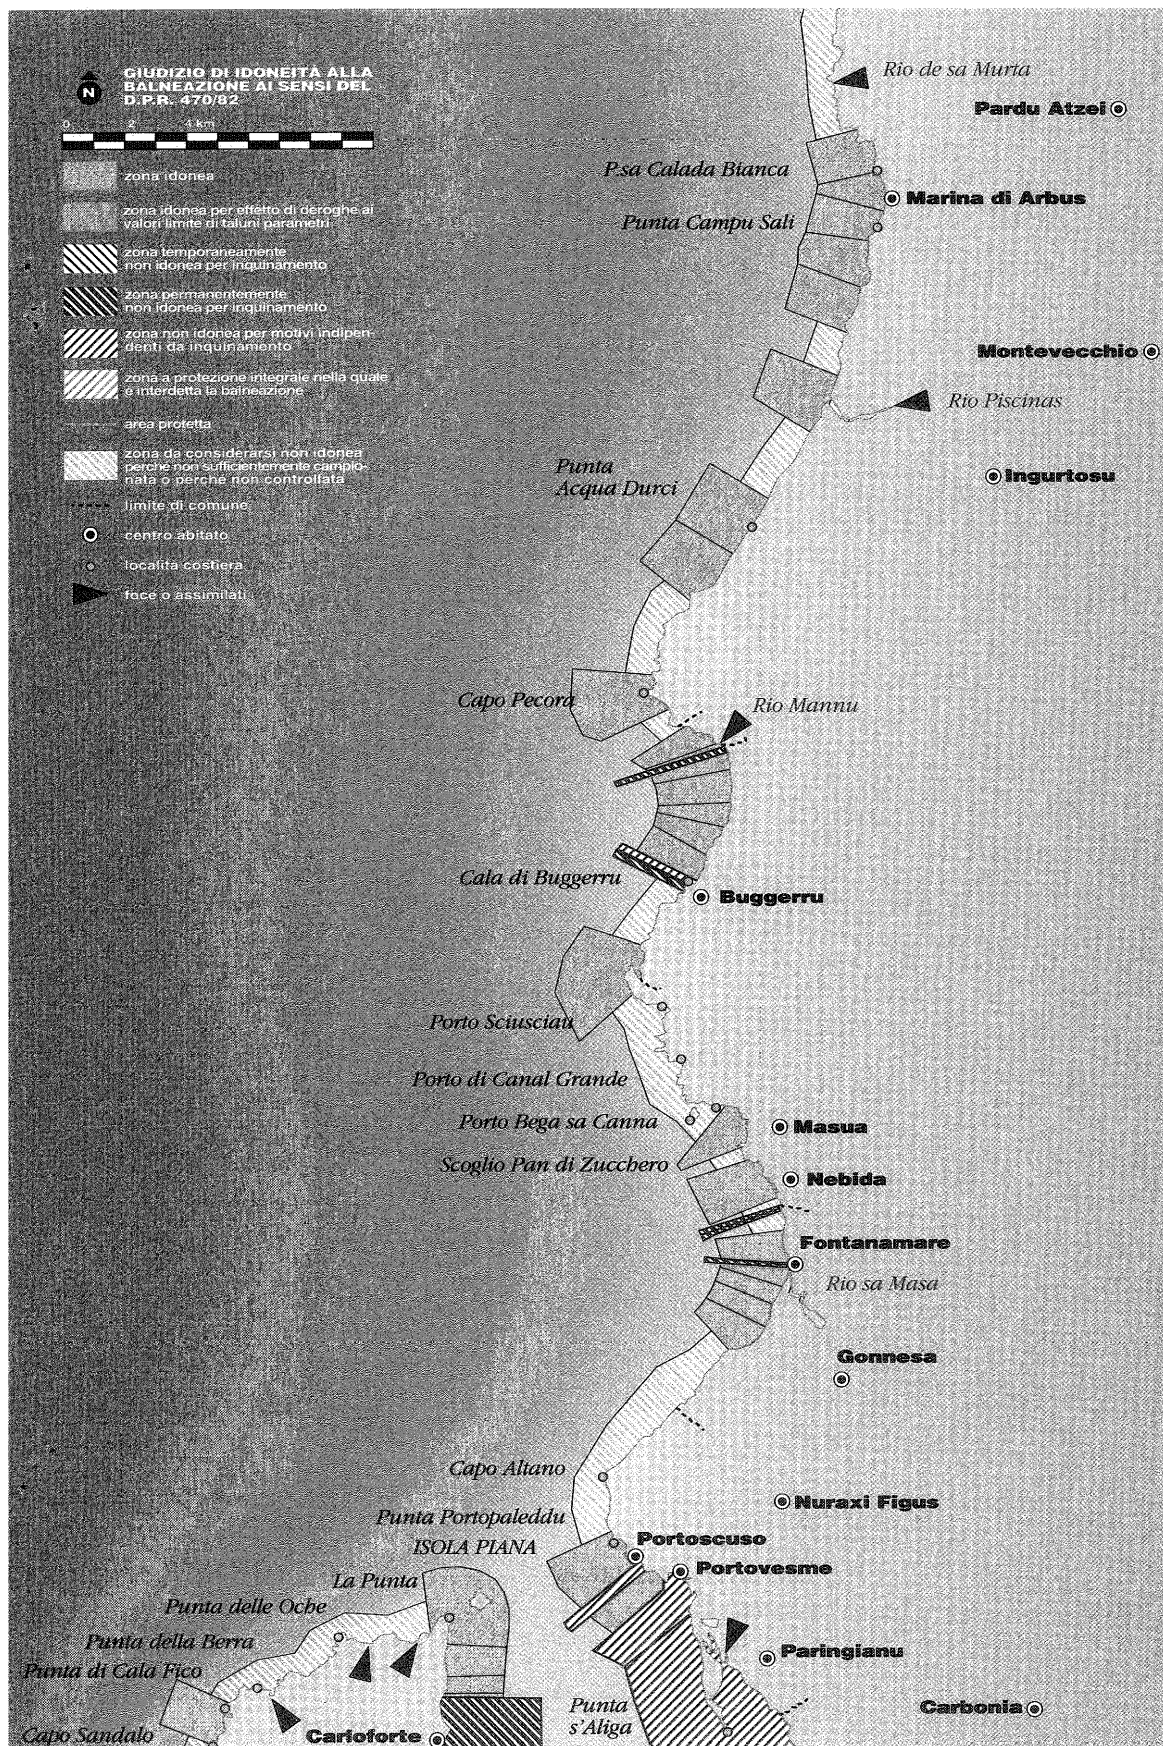 GIUDIZIO DI IDONEITÀ ALLA
BALNEAZIONE AI SENSI DEL
D.P.R. 470/82
N
0 2 4 km
zona idonea
zona idonea per effetto di deroghe ai
valori limite di taluni parametri
zona temporaneamente
non idonea per inquinamento
zona permanentemente
non idonea per inquinamento
zona non idonea per motivi indipen-
denti da inquinamento
zona a protezione integrale nella quale
è interdetta la balneazione
area protetta
zona da considerarsi non idonea
perché non sufficientemente campio-
nata o perché non controllata
limite di comune
centro abitato
località costiera
foce o assimilati
Rio de sa Murta
Pardu Atzei
P.sa Calada Bianca
Marina di Arbus
Punta Campu Sali
Montevecchio
Rio Piscinas
Punta
Acqua Durci
Ingurtosu
Capo Pecora
Rio Mannu
Cala di Buggerru
Buggerru
Porto Sciusciau
Porto di Canal Grande
Porto Bega sa Canna
Masua
Scoglio Pan di Zucchero
Nebida
Fontanamare
Rio sa Masa
Gonnesa
Capo Altano
Nuraxi Figus
Punta Portopaleddu
Portoscuso
ISOLA PIANA
Portovesme
La Punta
Punta delle Oche
Punta della Berra
Paringianu
Punta di Cala Fico
Punta
s'Aliga
Carbonia
Capo Sandalo
Carloforte